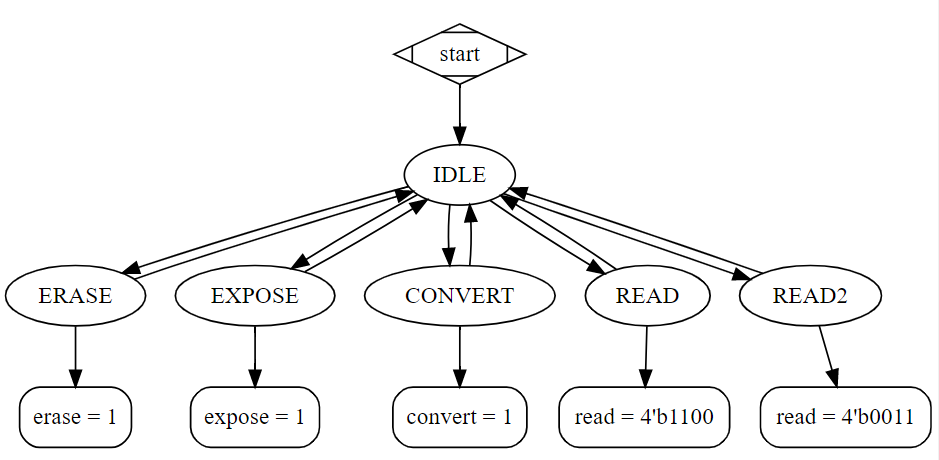 start
IDLE
ERASE
EXPOSE
CONVERT
READ
READ2
erase = 1
expose = 1
convert = 1
read = 4'b1100
read = 4'b0011